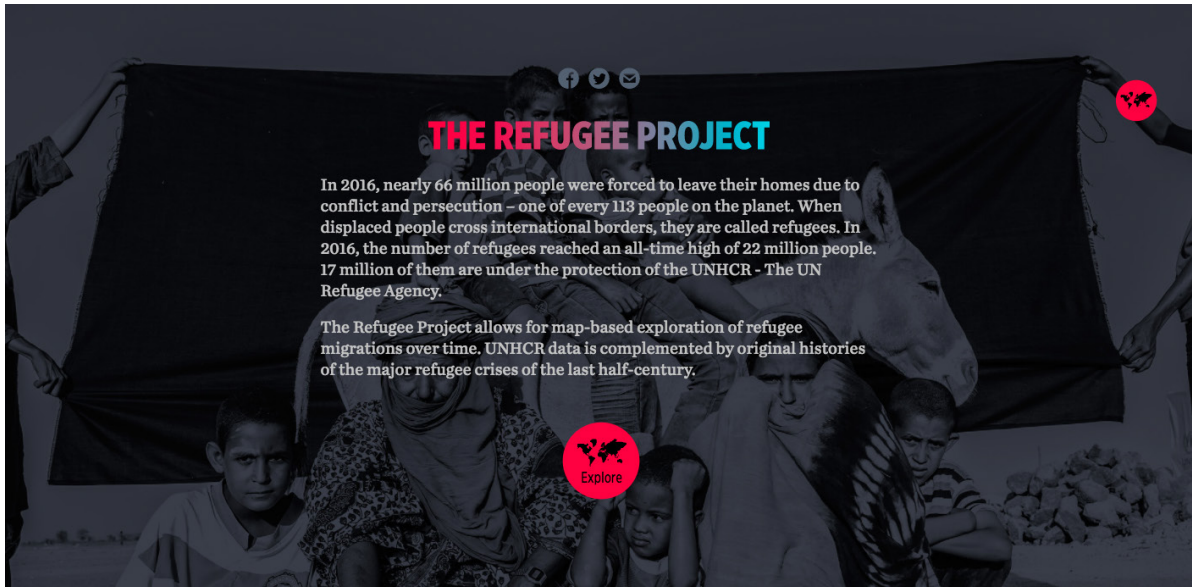 THE REFUGEE PROJECT
In 2016, nearly 66 million people were forced to leave their homes due to
conflict and persecution – one of every 113 people on the planet. When
displaced people cross international borders, they are called refugees. In
2016, the number of refugees reached an all-time high of 22 million people.
17 million of them are under the protection of the UNHCR - The UN
Refugee Agency.
The Refugee Project allows for map-based exploration of refugee
migrations over time. UNHCR data is complemented by original histories
of the major refugee crises of the last half-century.
Explore